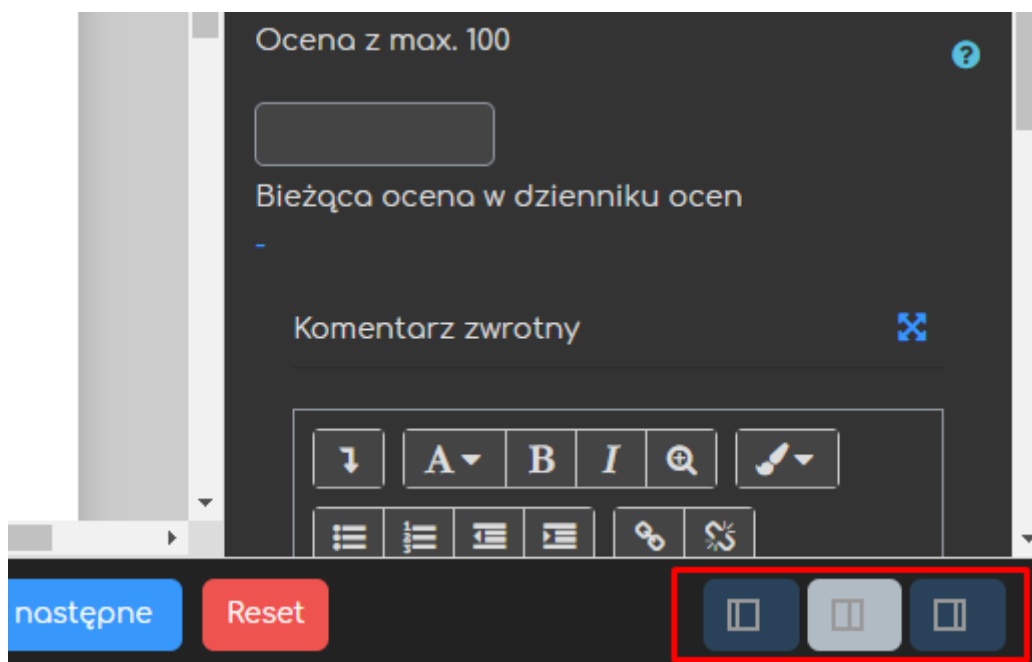 Ocena z max. 100
Bieżąca ocena w dzienniku ocen
-
Komentarz zwrotny
A B I
następne Reset